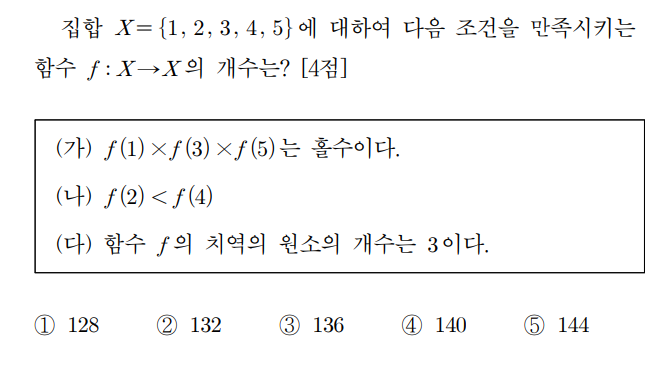 집합 X={1, 2, 3, 4, 5}에 대하여 다음 조건을 만족시키는
함수 f : X→X의 개수는? [4점]
(가) f(1)×f(3)×f(5)는 홀수이다.
(나) f(2)<f(4)
(다) 함수 f의 치역의 원소의 개수는 3이다.
① 128 ② 132 ③ 136 ④ 140 ⑤ 144